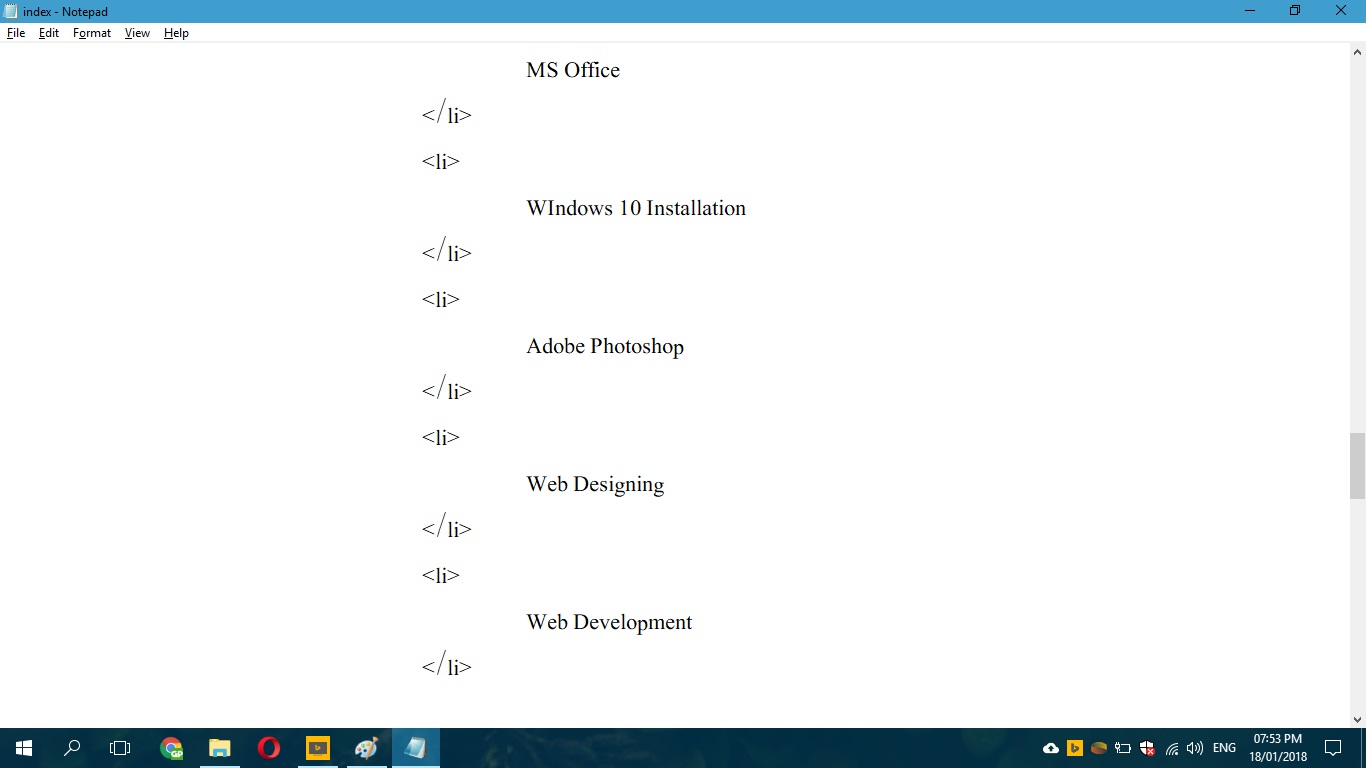 index - Notepad
File Edit Format View Help
MS Office
</li>
<li>
WIndows 10 Installation
</li>
<li>
Adobe Photoshop
</li>
<li>
Web Designing
</li>
<li>
Web Development
</li>
GP
b
b
ENG
07:53 PM
18/01/2018